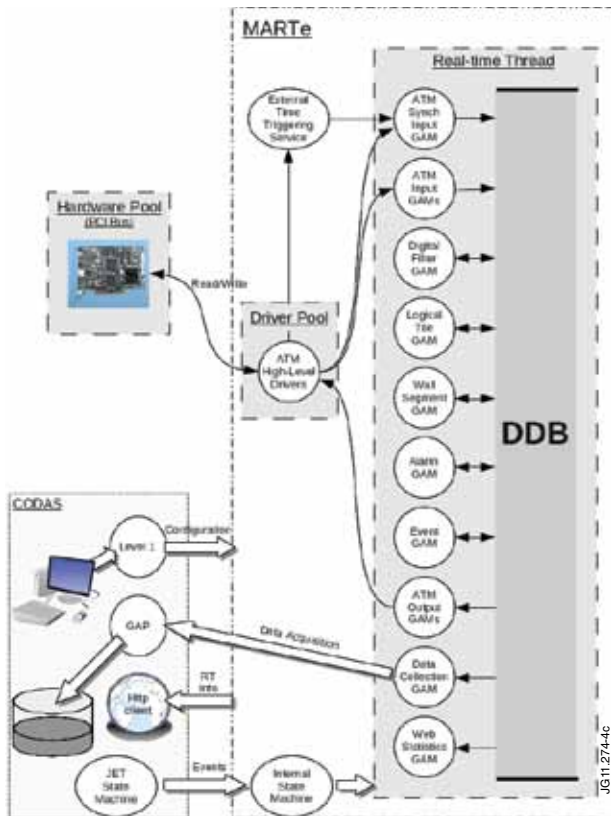 MARTe
Real-time Thread
External
Time
Triggering
Service
ATM
Synch
Input
GAM
ATM
Input
GAMs
Hardware Pool
(PCI Bus)
Digital
Filter
GAM
Read/Write
Driver Pool
Logical
Tile
GAM
ATM
High-Level
Drivers
Wall
Segment
GAM
DDB
Alarm
GAM
CODAS
Level 1
Configuration
Event
GAM
GAP
ATM
Output
GAMs
Data Acquisition
Data
Collection
GAM
RT
Info
Http
client
Web
Statistics
GAM
JET
State
Machine
Events
Internal
State
Machine
JG11.274-4c